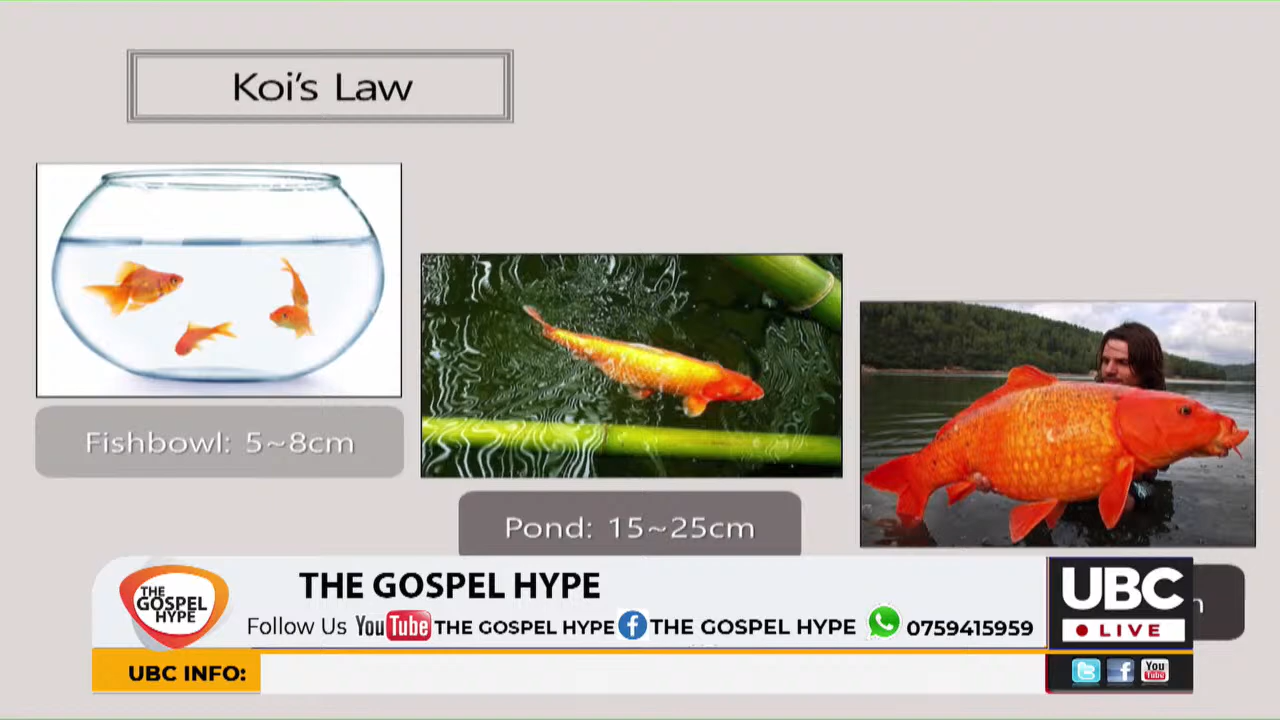 Koi's Law
Fishbowl: 5~8cm
Pond: 15~25cm
THE GOSPEL HYPE
THE
GOSPEL
HYPE
Follow Us YouTube THE GOSPEL HYPE f THE GOSPEL HYPE 0759415959
UBC
LIVE
UBC INFO:
f
You
Tube